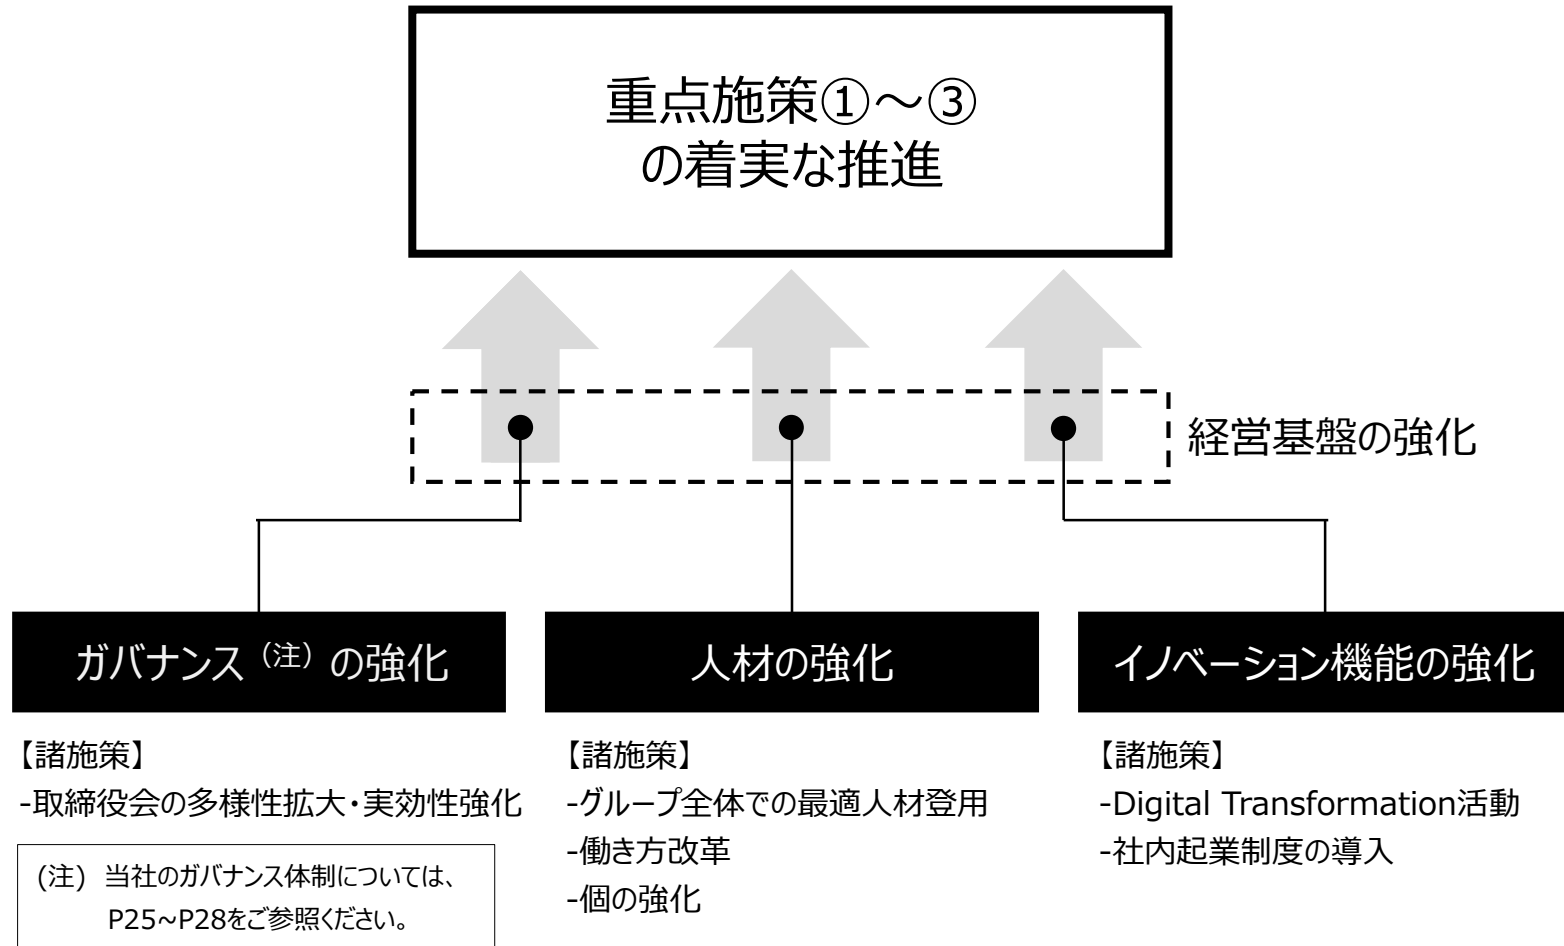 重点施策①～③
の着実な推進
経営基盤の強化
ガバナンス（注）の強化
人材の強化
イノベーション機能の強化
【諸施策】
-取締役会の多様性拡大・実効性強化
(注) 当社のガバナンス体制については、
P25~P28をご参照ください。
【諸施策】
-グループ全体での最適人材登用
-働き方改革
-個の強化
【諸施策】
-Digital Transformation活動
-社内起業制度の導入